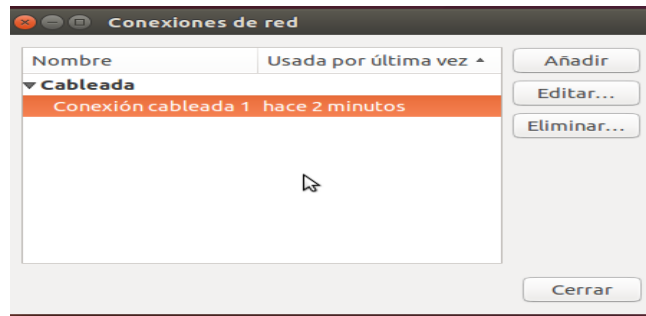 Conexiones de red
Nombre Usada por última vez
Añadir
Cableada
Editar...
Conexión cableada 1 hace 2 minutos
Eliminar...
Cerrar